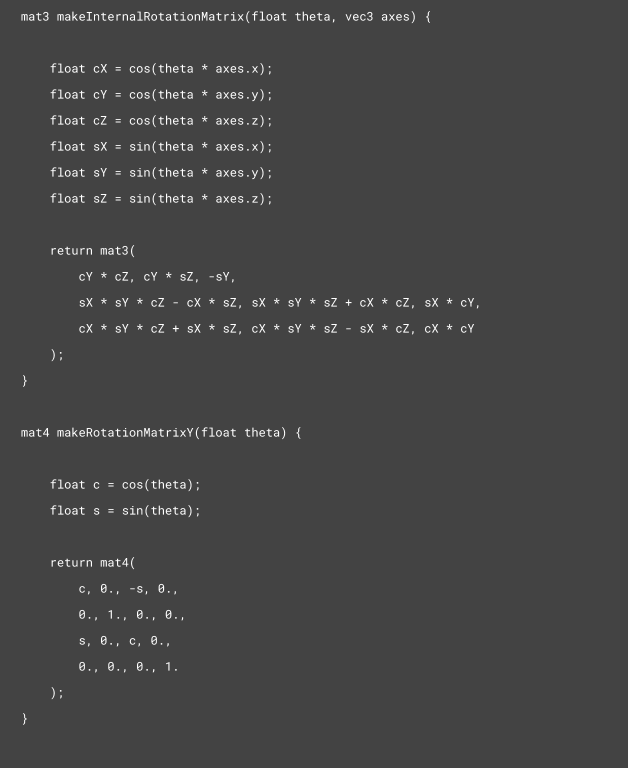 mat3 makeInternalRotationMatrix(float theta, vec3 axes) {
float cX = cos(theta * axes.x);
float cY = cos(theta * axes.y);
float cZ = cos(theta * axes.z);
float sX = sin(theta * axes.x);
float sY = sin(theta * axes.y);
float sZ = sin(theta * axes.z);
return mat3(
cY * cZ, cY * sZ, -sY,
sX * sY * cZ - cX * sZ, sX * sY * sZ + cX * cZ, sX * cY,
cX * sY * cZ + sX * sZ, cX * sY * sZ - sX * cZ, cX * cY
);
}
mat4 makeRotationMatrixY(float theta) {
float c = cos(theta);
float s = sin(theta);
return mat4(
c, 0., -s, 0.,
0., 1., 0., 0.,
s, 0., c, 0.,
0., 0., 0., 1.
);
}